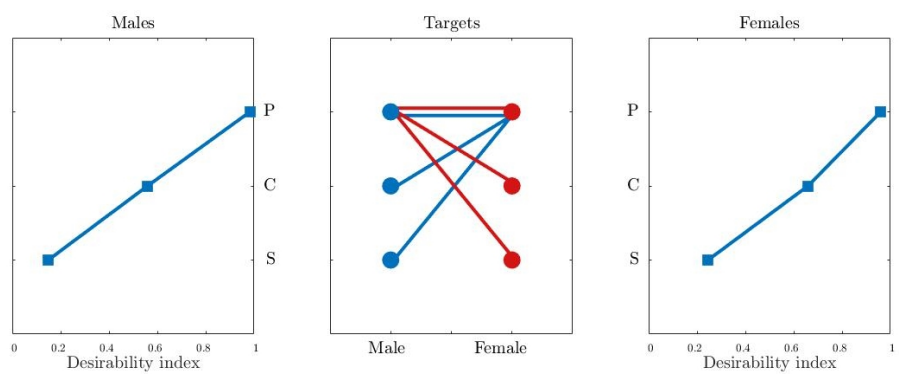 Males
Targets
Females
P
C
S
P
C
S
0 0.2 0.4 0.6 0.8 1
Desirability index
Male Female
0 0.2 0.4 0.6 0.8 1
Desirability index